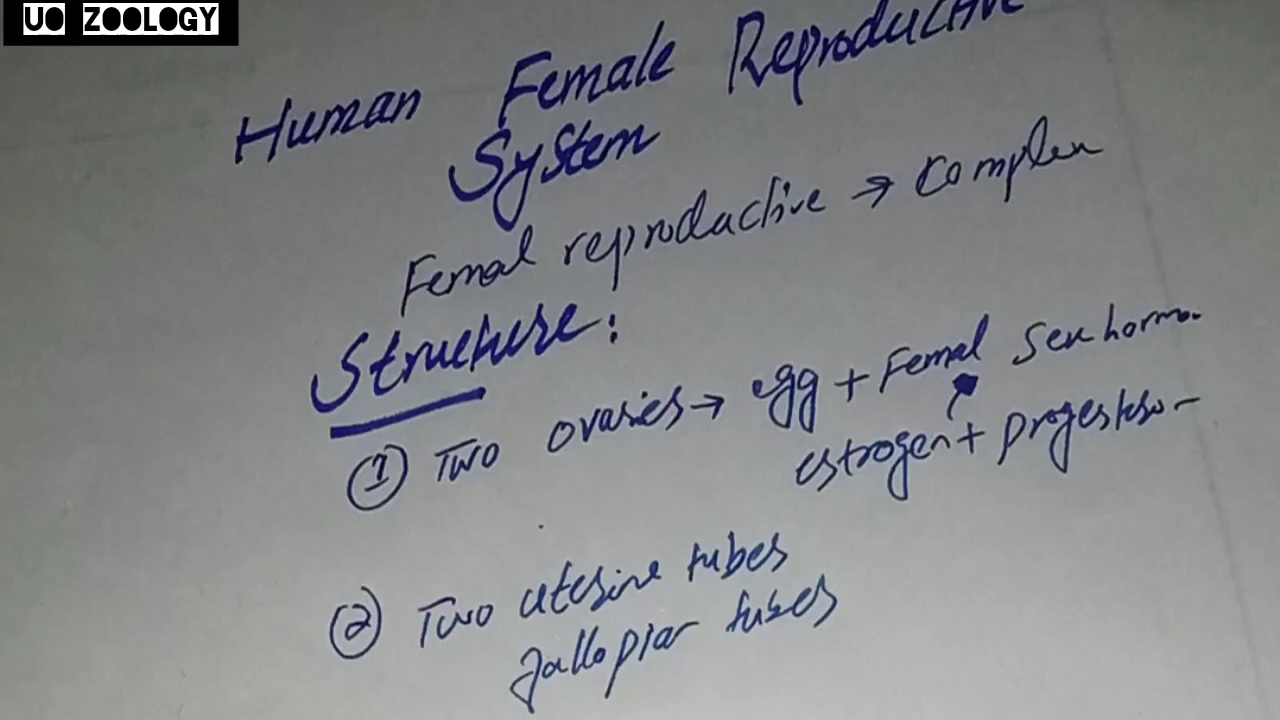 UO ZOOLOGY
Human Female Reproductive
System
Femal reproductive → complex
Structure:
① Two ovaries → egg + Femal Sex hormo.
estrogen + progestero -
② Two uterine tubes
fallopian tubes